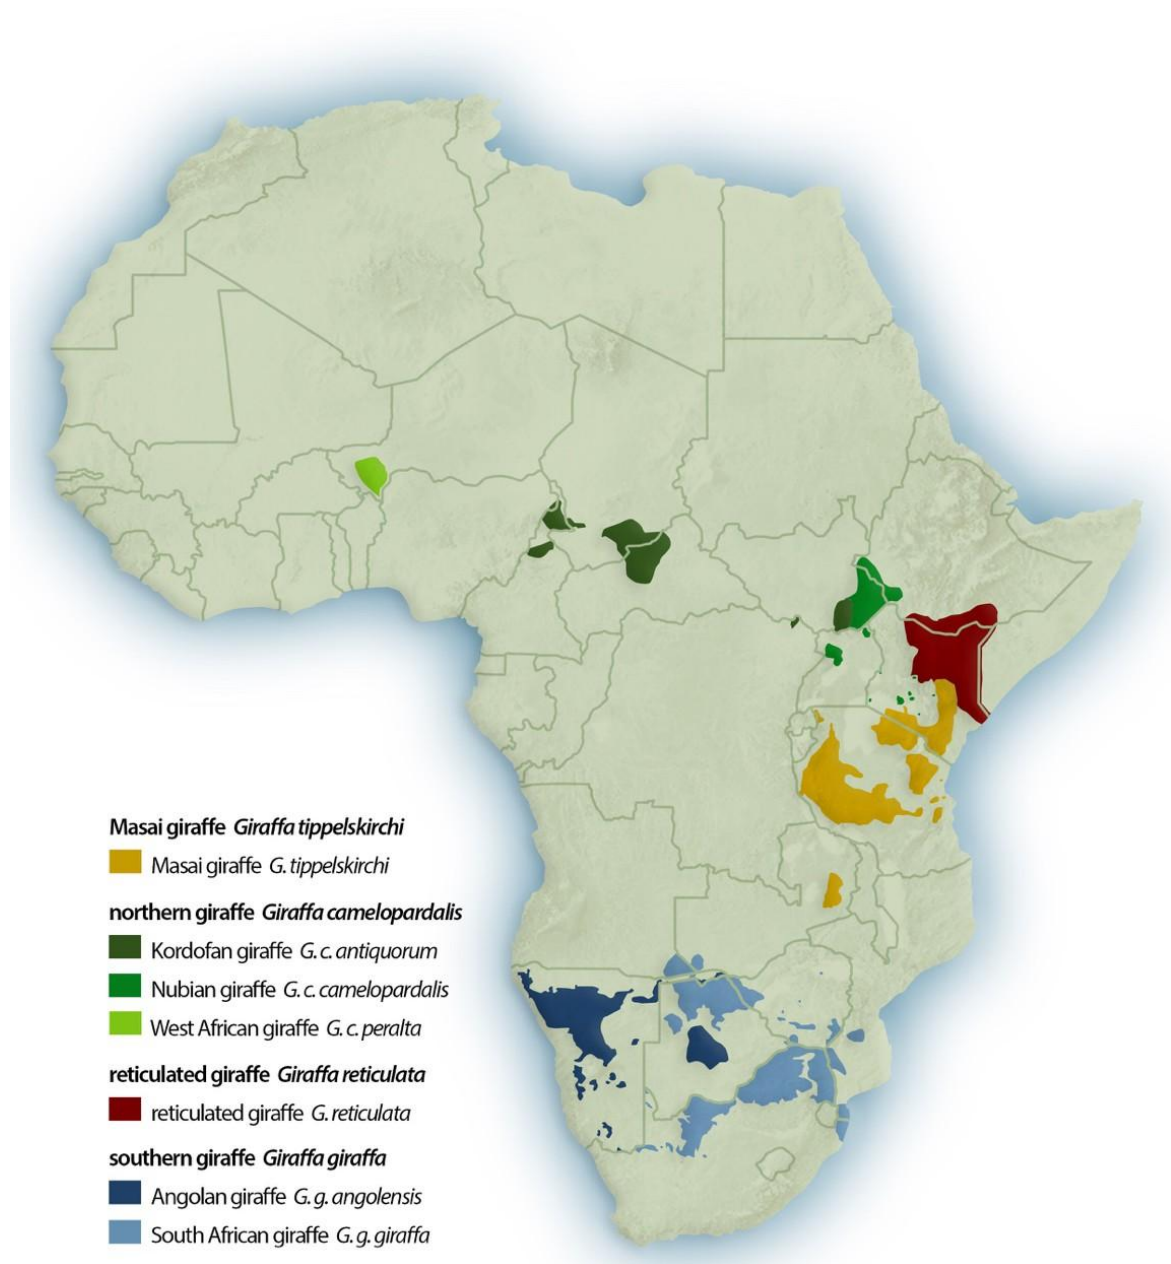 Masai giraffe Giraffa tippelskirchi
Masai giraffe G. tippelskirchi
northern giraffe Giraffa camelopardalis
Kordofan giraffe G. c. antiquorum
Nubian giraffe G. c. camelopardalis
West African giraffe G. c. peralta
reticulated giraffe Giraffa reticulata
reticulated giraffe G. reticulata
southern giraffe Giraffa giraffa
Angolan giraffe G. g. angolensis
South African giraffe G. g. giraffa